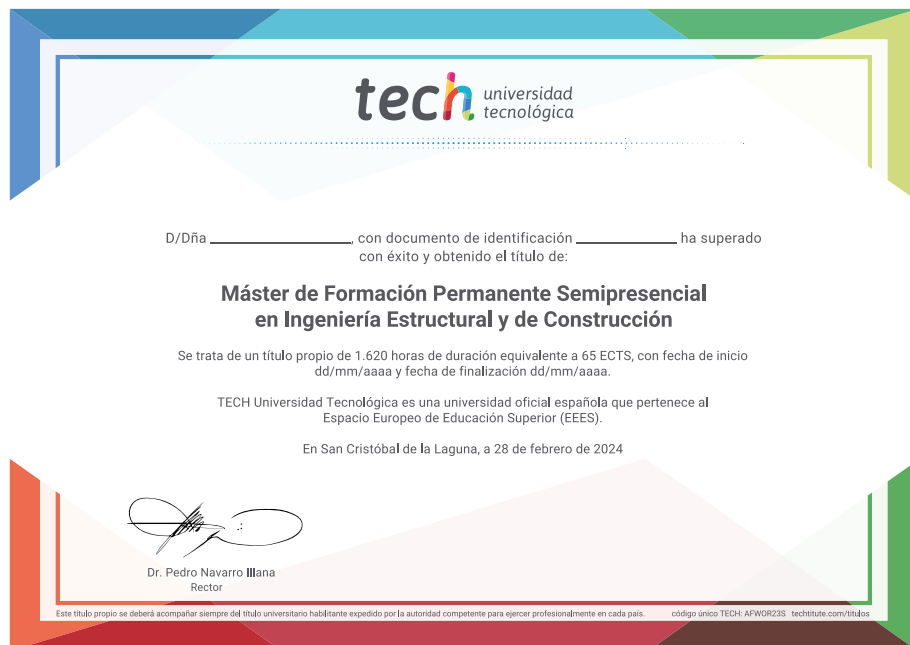 tech universidad
tecnológica
D/Dña ____________________, con documento de identificación ______________ ha superado
con éxito y obtenido el título de:
Máster de Formación Permanente Semipresencial
en Ingeniería Estructural y de Construcción
Se trata de un título propio de 1.620 horas de duración equivalente a 65 ECTS, con fecha de inicio
dd/mm/aaaa y fecha de finalización dd/mm/aaaa.
TECH Universidad Tecnológica es una universidad oficial española que pertenece al
Espacio Europeo de Educación Superior (EEES).
En San Cristóbal de la Laguna, a 28 de febrero de 2024
Dr. Pedro Navarro Illana
Rector
Este título propio se deberá acompañar siempre del título universitario habilitante expedido por la autoridad competente para ejercer profesionalmente en cada país. código único TECH: AFWOR23S techtitute.com/titulos